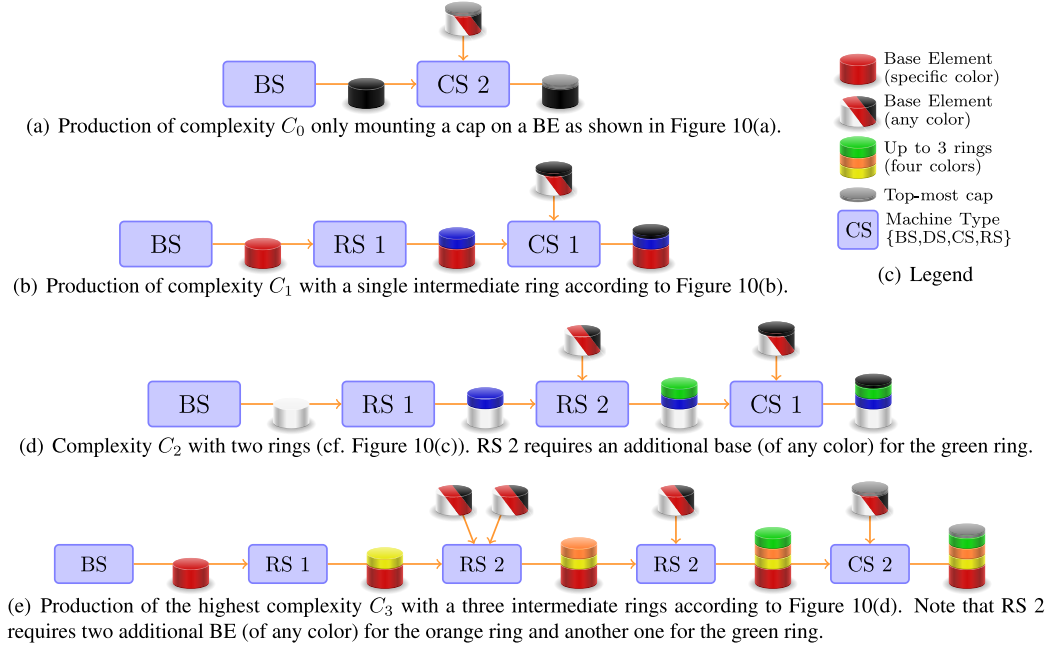 BS
CS 2
(a) Production of complexity C0 only mounting a cap on a BE as shown in Figure 10(a).
BS
RS 1
CS 1
(b) Production of complexity C1 with a single intermediate ring according to Figure 10(b).
Base Element
(specific color)
Base Element
(any color)
Up to 3 rings
(four colors)
Top-most cap
CS
Machine Type
{BS,DS,CS,RS}
(c) Legend
BS
RS 1
RS 2
CS 1
(d) Complexity C2 with two rings (cf. Figure 10(c)). RS 2 requires an additional base (of any color) for the green ring.
BS
RS 1
RS 2
RS 2
CS 2
(e) Production of the highest complexity C3 with a three intermediate rings according to Figure 10(d). Note that RS 2
requires two additional BE (of any color) for the orange ring and another one for the green ring.